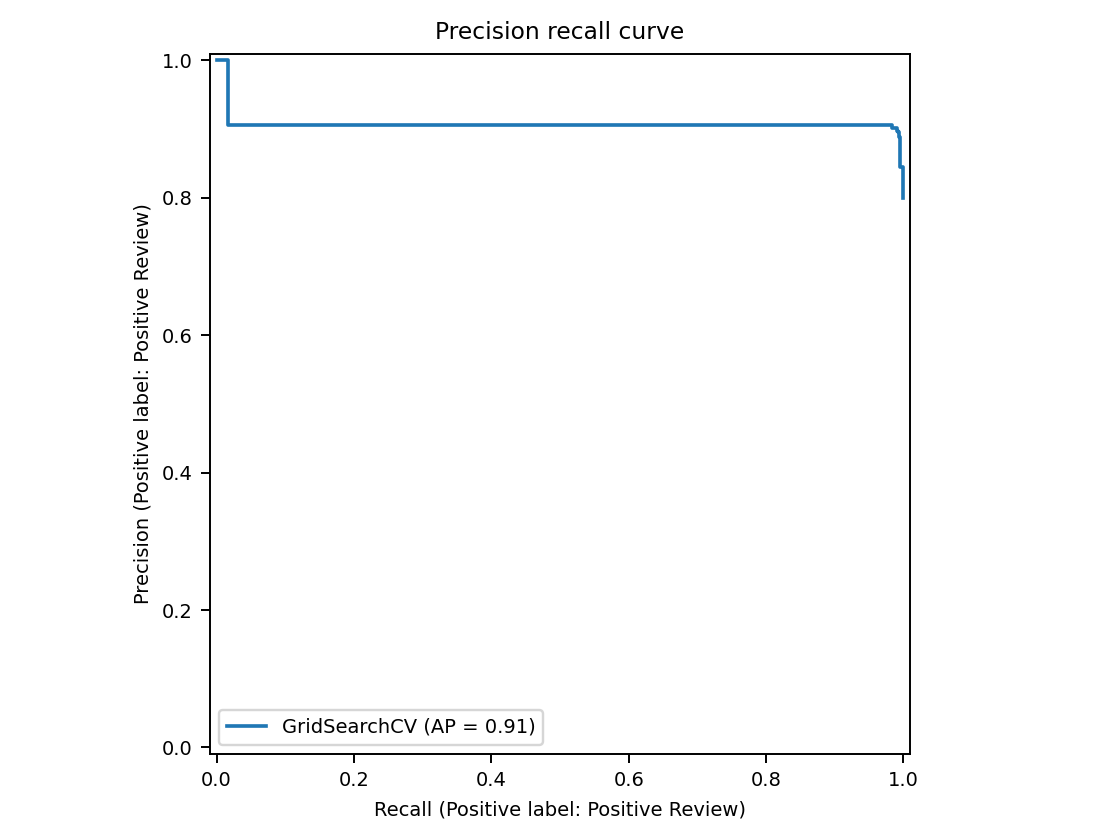 Precision recall curve
1.0
0.8
0.6
0.4
0.2
0.0
Precision (Positive label: Positive Review)
GridSearchCV (AP = 0.91)
0.0 0.2 0.4 0.6 0.8 1.0
Recall (Positive label: Positive Review)